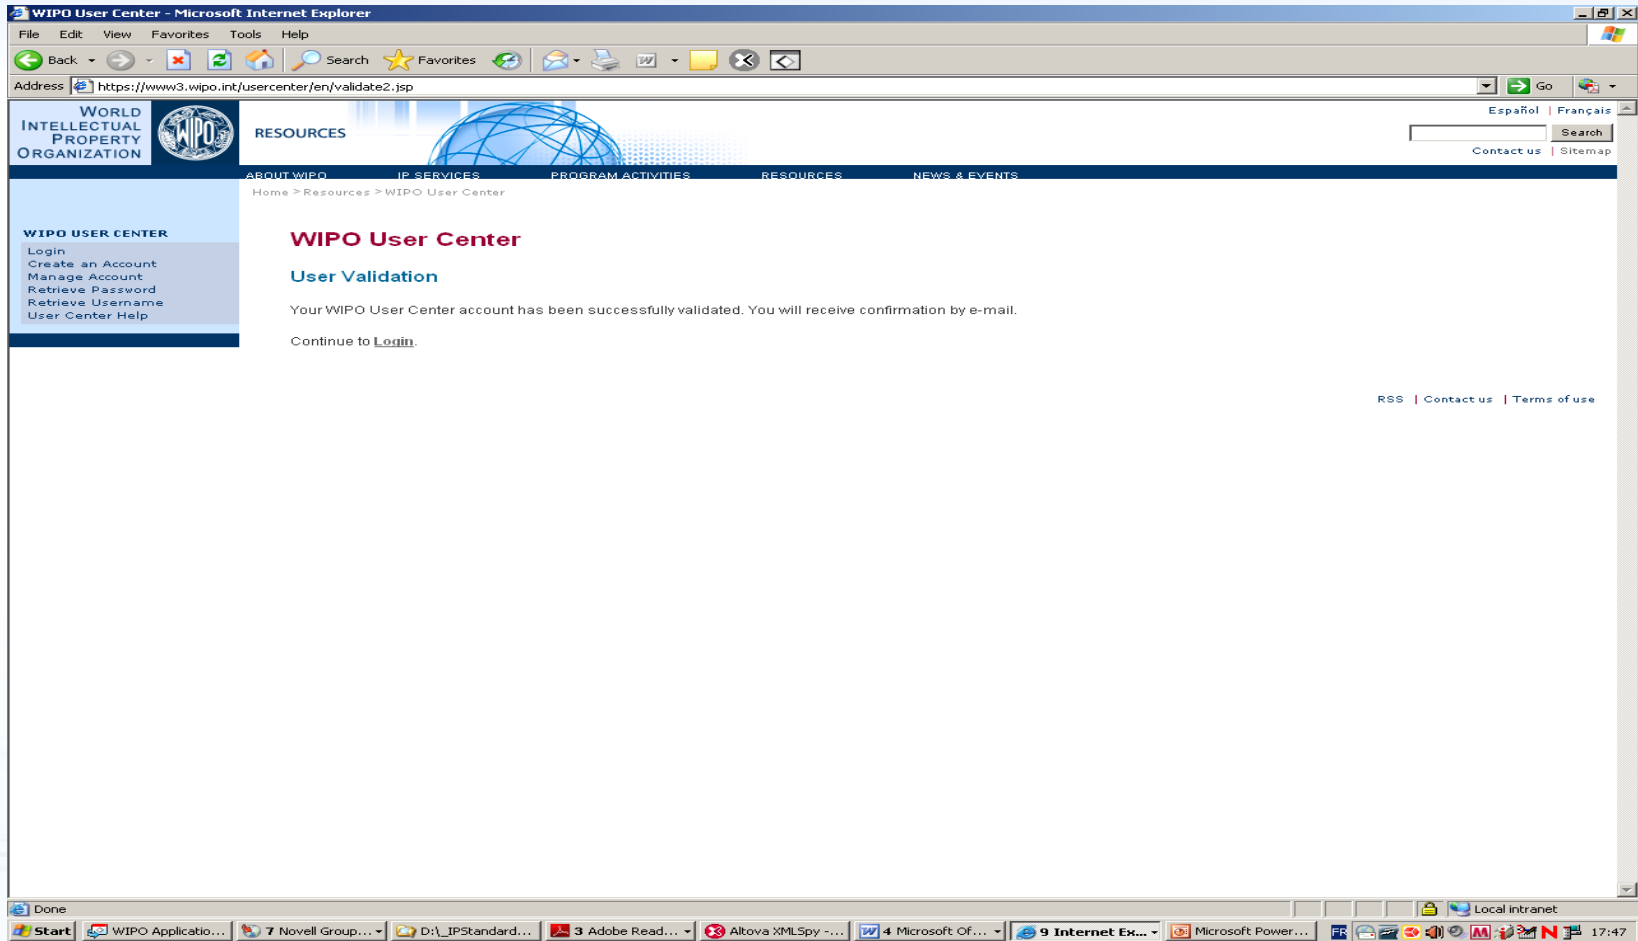 WIPO User Center - Microsoft Internet Explorer
File Edit View Favorites Tools Help
Back Search Favorites
Address https://www3.wipo.int/usercenter/en/validate2.jsp Go
WORLD
INTELLECTUAL
PROPERTY
ORGANIZATION
WIPO
RESOURCES
Español | Français
Search
Contact us | Sitemap
ABOUT WIPO IP SERVICES PROGRAM ACTIVITIES RESOURCES NEWS & EVENTS
Home > Resources > WIPO User Center
WIPO USER CENTER
Login
Create an Account
Manage Account
Retrieve Password
Retrieve Username
User Center Help
WIPO User Center
User Validation
Your WIPO User Center account has been successfully validated. You will receive confirmation by e-mail.
Continue to Login.
RSS | Contact us | Terms of use
Done Local intranet
Start WIPO Applicatio... 7 Novell Group... D:\_IPStandard... 3 Adobe Read... Altova XMLSpy -... 4 Microsoft Of... 9 Internet Ex... Microsoft Power... FR 17:47